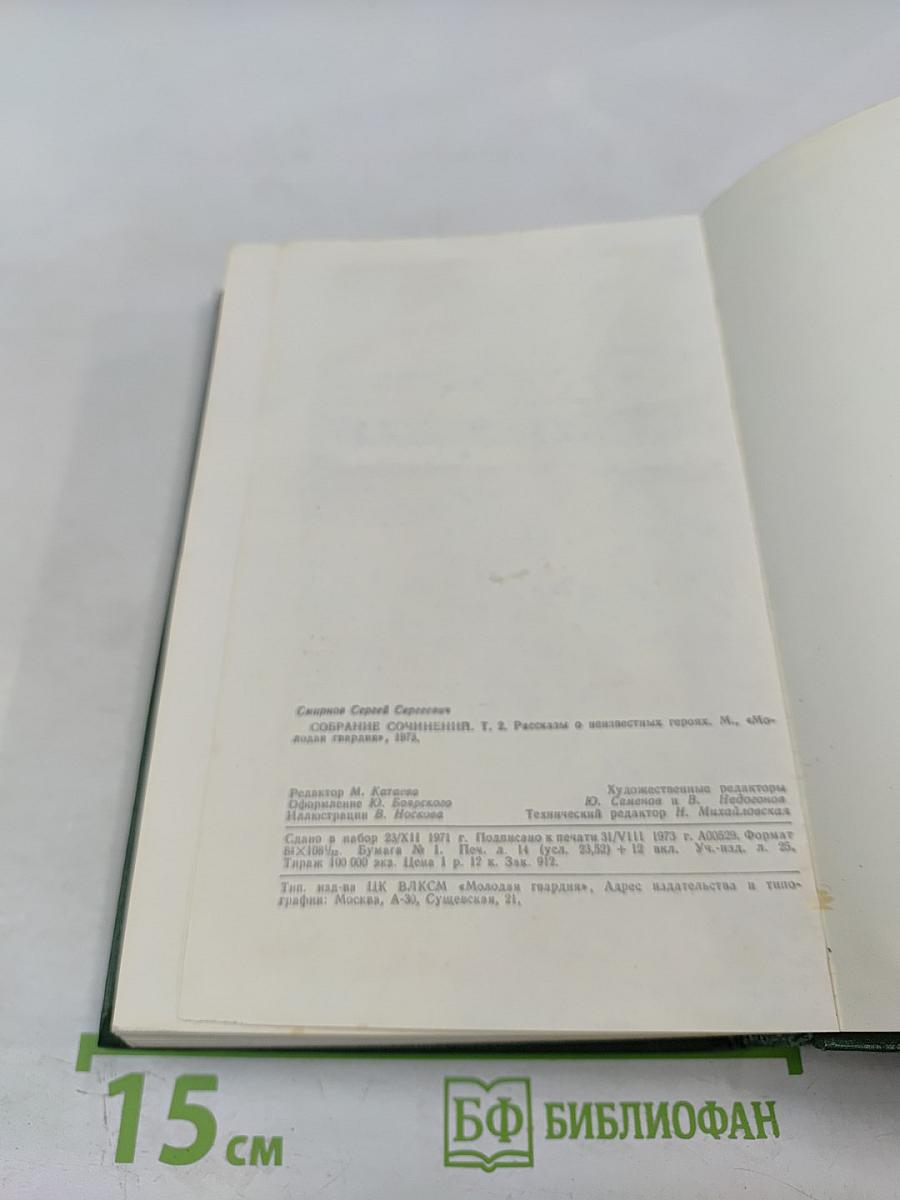 Смирнов Сергей Сергеевич
СОБРАНИЕ СОЧИНЕНИЙ. Т. 2. Рассказы о неизвестных героях. М., «Мо-
лодая гвардия», 1973.
Редактор М. Катаева
Художественные редакторы
Оформление Ю. Боярского
Ю. Семенов и В. Недогонов
Иллюстрации В. Носкова
Технический редактор Н. Михайловская
Сдано в набор 23/XII 1971 г. Подписано к печати 31/VIII 1973 г. А00529. Формат
84×108¹/₃₂. Бумага № 1. Печ. л. 14 (усл. 23,52) + 12 вкл. Уч.-изд. л. 25.
Тираж 100 000 экз. Цена 1 р. 12 к. Зак. 912.
Тип. изд-ва ЦК ВЛКСМ «Молодая гвардия». Адрес издательства и типо-
графии: Москва, А-30, Сущевская, 21.
15 см
БФ БИБЛИОФАН